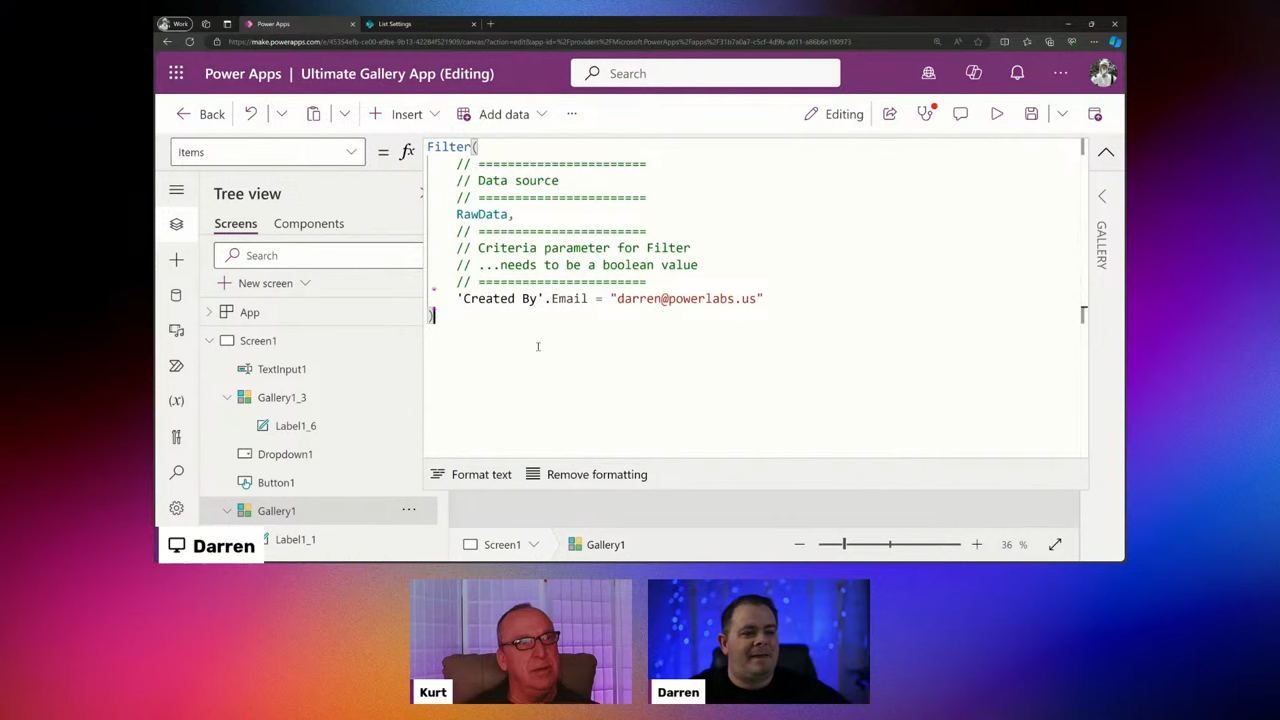 Work
Power Apps
List Settings
Power Apps | Ultimate Gallery App (Editing)
Search
Back
Insert
Add data
Editing
Items
= fx
Filter(
// =======================
// Data source
// =======================
RawData,
// =======================
// Criteria parameter for Filter
// ...needs to be a boolean value
// =======================
'Created By'.Email = "darren@powerlabs.us"
)
Tree view
Screens
Components
Search
New screen
App
Screen1
TextInput1
Gallery1_3
Label1_6
Dropdown1
Button1
Gallery1
Label1_1
GALLERY
Format text
Remove formatting
Screen1
Gallery1
36 %
Darren
Kurt
Darren